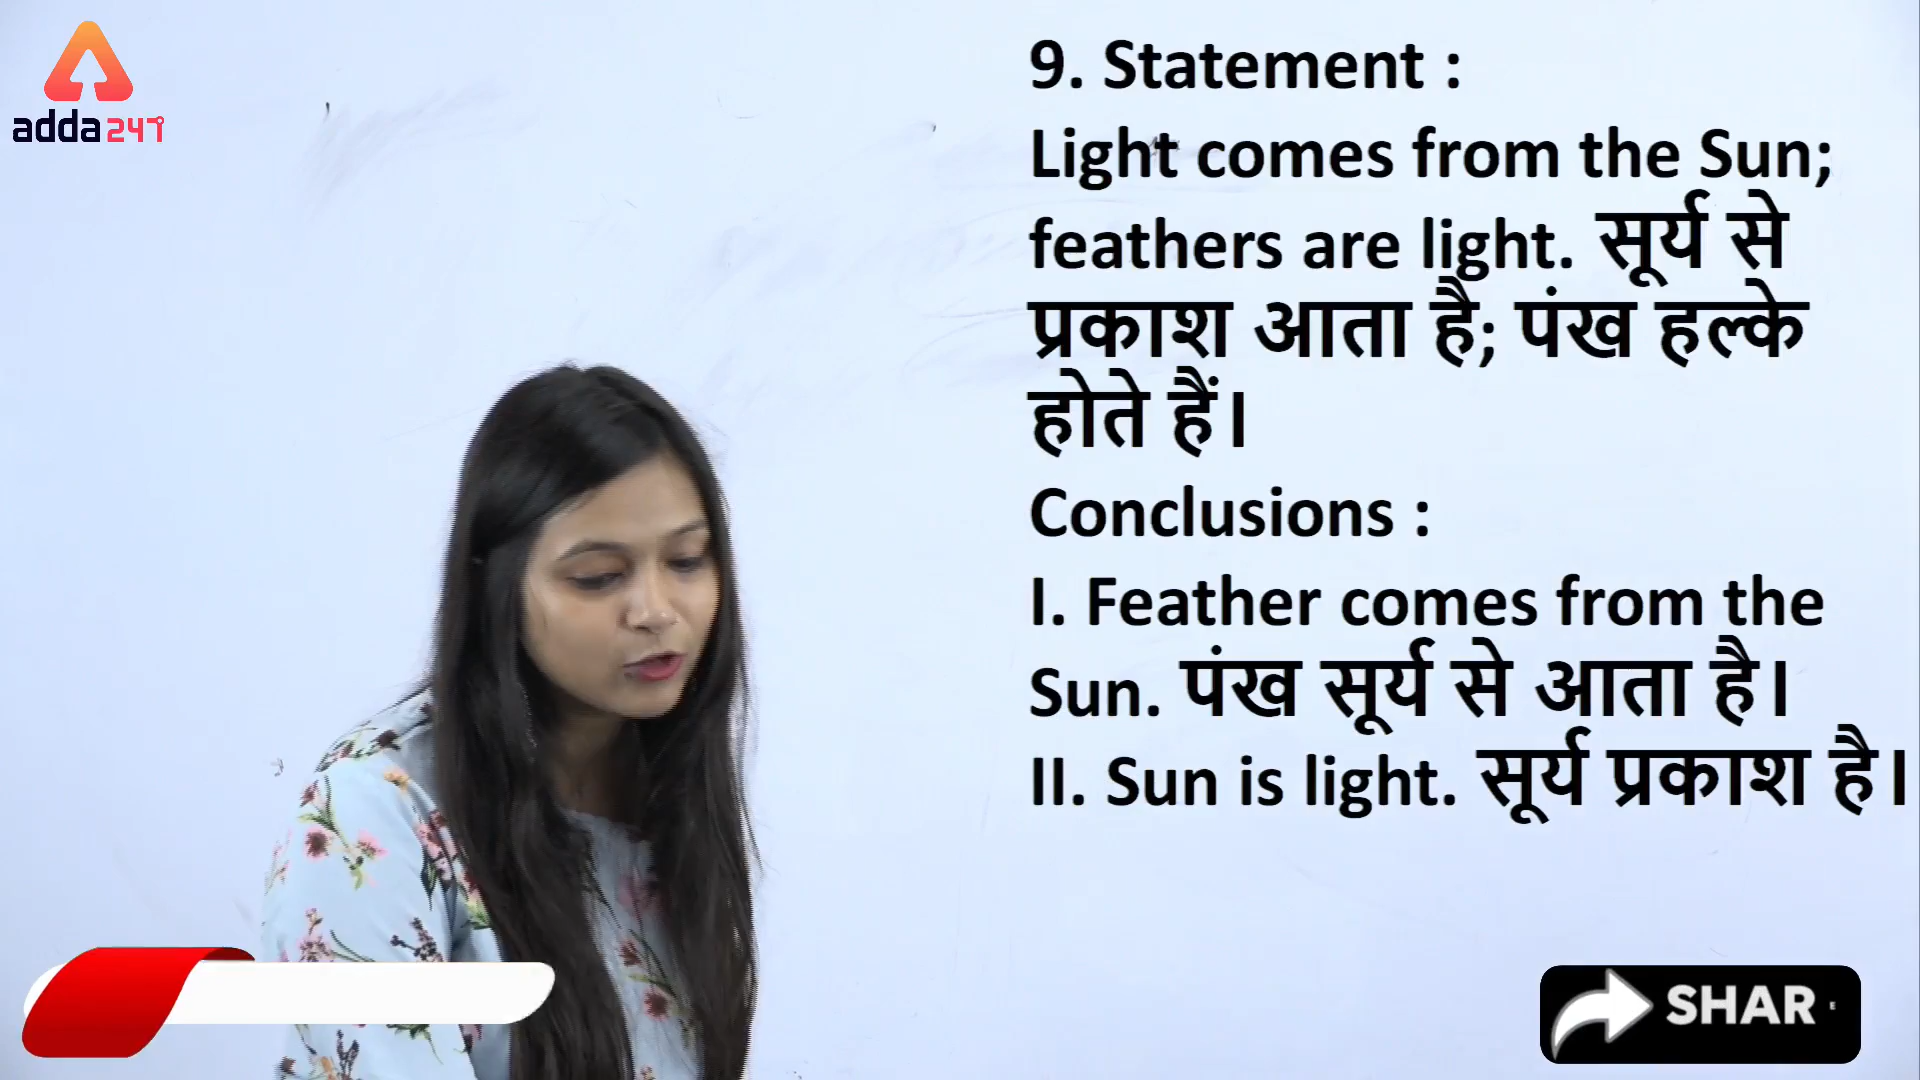 adda247
9. Statement :
Light comes from the Sun;
feathers are light. सूर्य से
प्रकाश आता है; पंख हल्के
होते हैं।
Conclusions :
I. Feather comes from the
Sun. पंख सूर्य से आता है।
II. Sun is light. सूर्य प्रकाश है।
SHAR